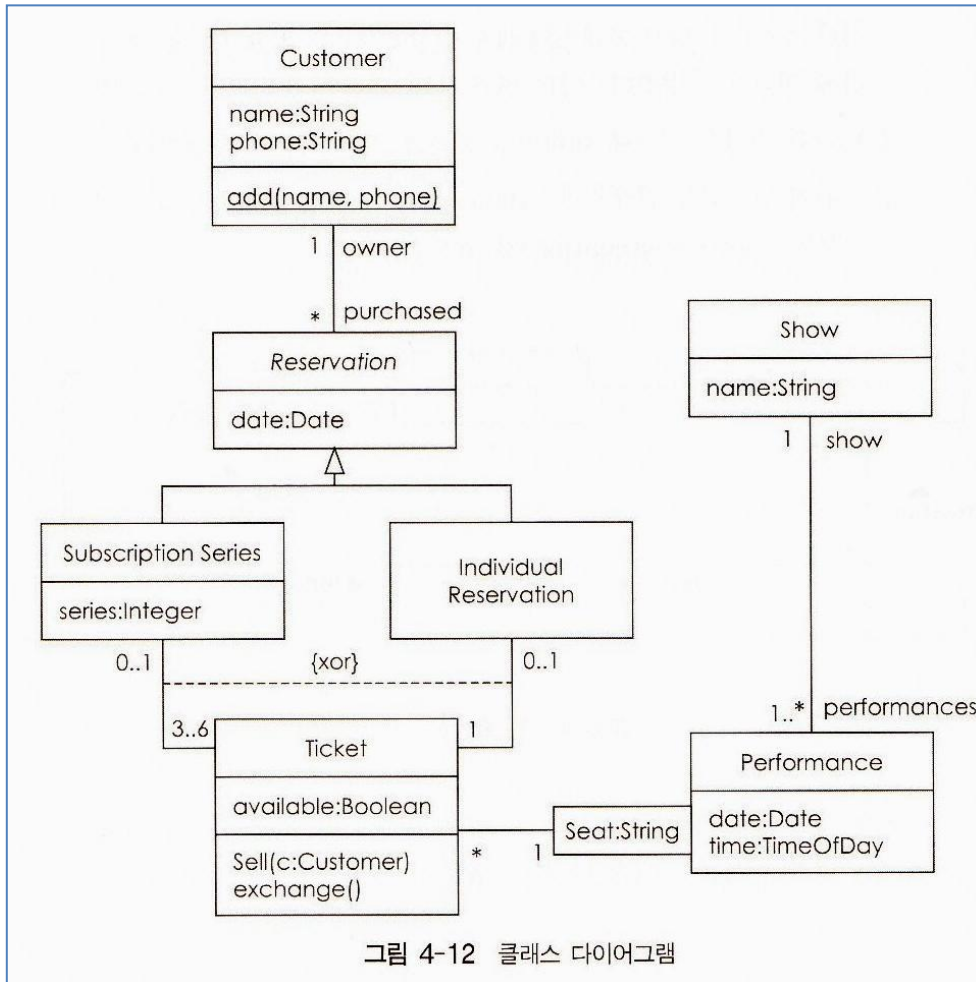 Customer
name:String
phone:String
add(name, phone)
1 owner
* purchased
Reservation
date:Date
Show
name:String
1 show
Subscription Series
series:Integer
Individual
Reservation
0..1
{xor}
0..1
3..6
1
1..* performances
Ticket
available:Boolean
Sell(c:Customer)
exchange()
*
1
Seat:String
Performance
date:Date
time:TimeOfDay
그림 4-12 클래스 다이어그램